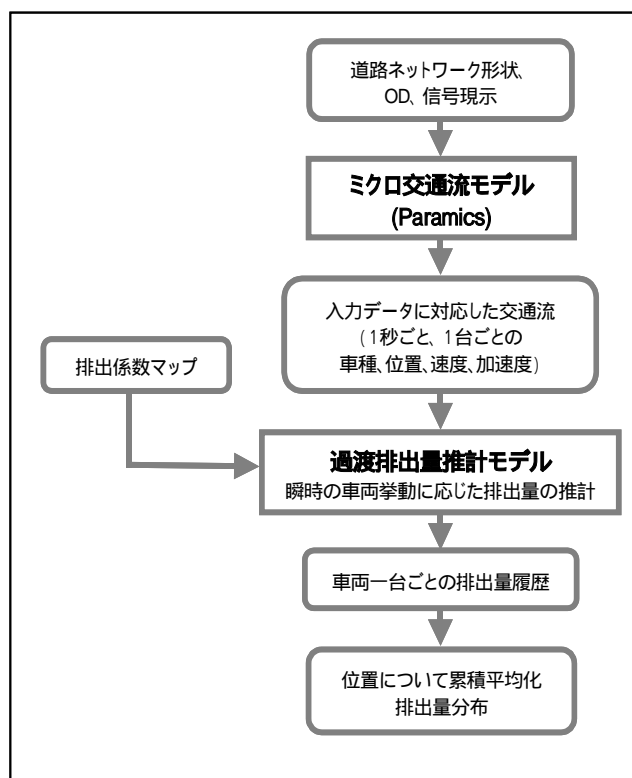 道路ネットワーク形状、
OD、信号現示
ミクロ交通流モデル
(Paramics)
入力データに対応した交通流
(1秒ごと、1台ごとの
車種、位置、速度、加速度)
排出係数マップ
過渡排出量推計モデル
瞬時の車両挙動に応じた排出量の推計
車両一台ごとの排出量履歴
位置について累積平均化
排出量分布